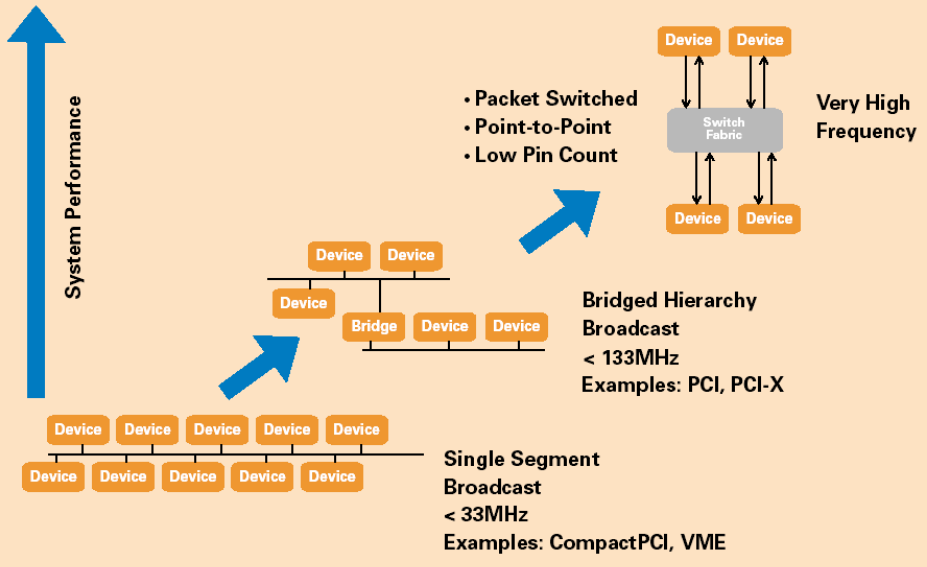 Device Device
• Packet Switched
• Point-to-Point
• Low Pin Count
Switch
Fabric
Very High
Frequency
Device Device
System Performance
Device Device
Device
Bridge Device Device
Bridged Hierarchy
Broadcast
< 133MHz
Examples: PCI, PCI-X
Device Device Device Device Device
Device Device Device Device Device
Single Segment
Broadcast
< 33MHz
Examples: CompactPCI, VME